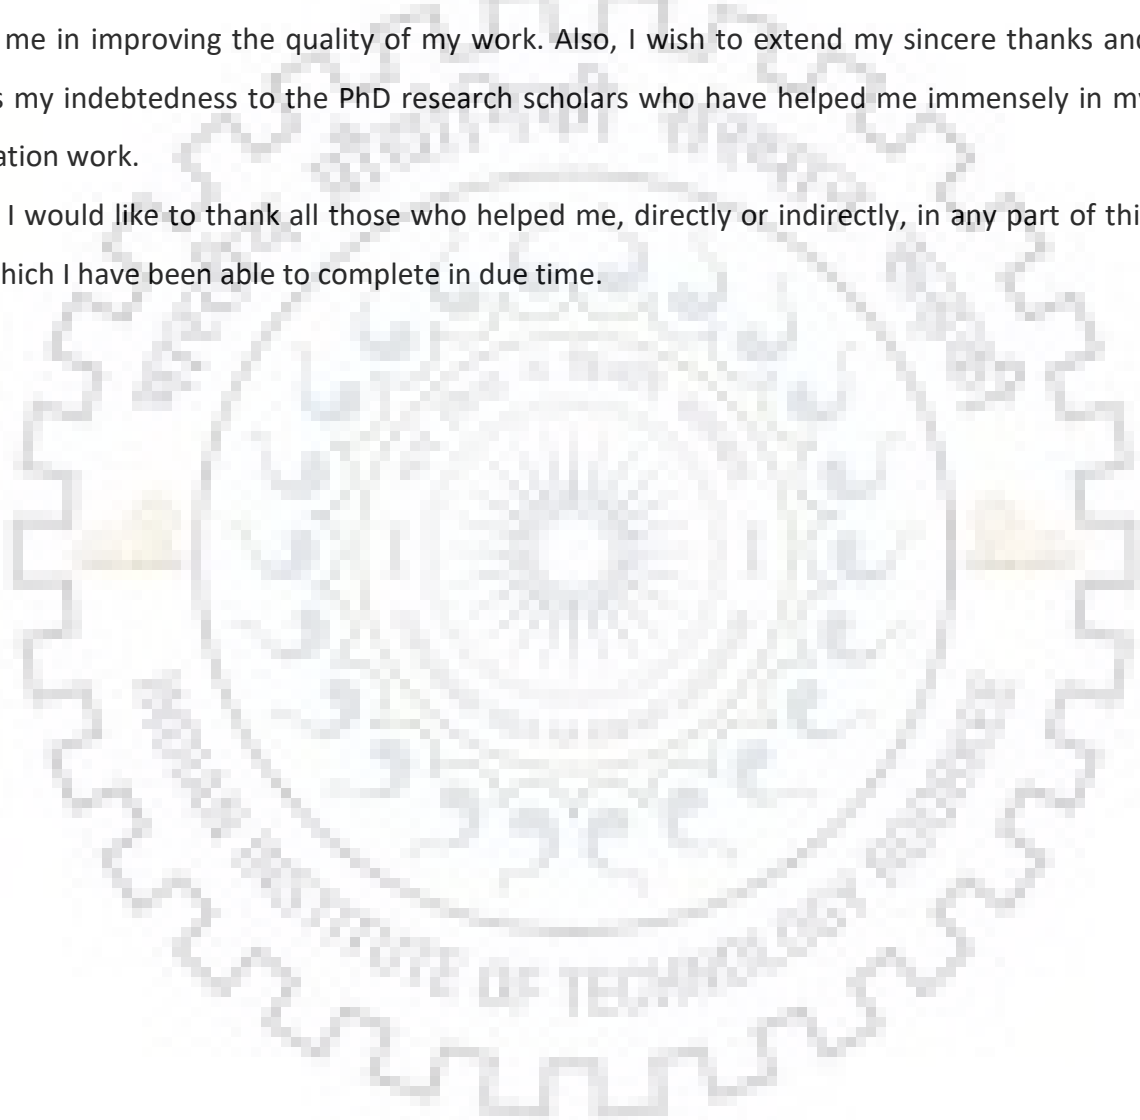 me in improving the quality of my work. Also, I wish to extend my sincere thanks and
s my indebtedness to the PhD research scholars who have helped me immensely in my
ation work.
I would like to thank all those who helped me, directly or indirectly, in any part of thi
hich I have been able to complete in due time.
INSTITUTE OF TECHNOLOGY